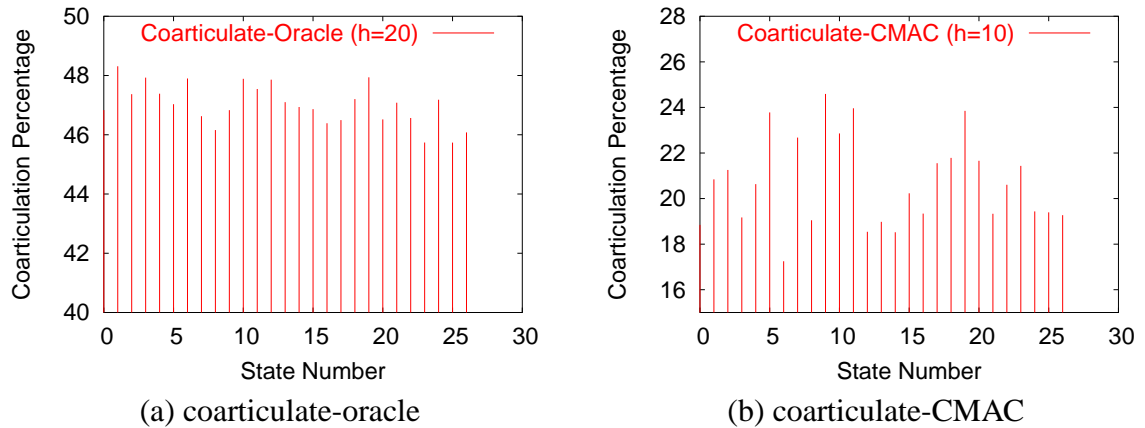 50
48
46
44
42
40
Coarticulation Percentage
Coarticulate-Oracle (h=20)
0 5 10 15 20 25 30
State Number
(a) coarticulate-oracle
28
26
24
22
20
18
16
Coarticulation Percentage
Coarticulate-CMAC (h=10)
0 5 10 15 20 25 30
State Number
(b) coarticulate-CMAC